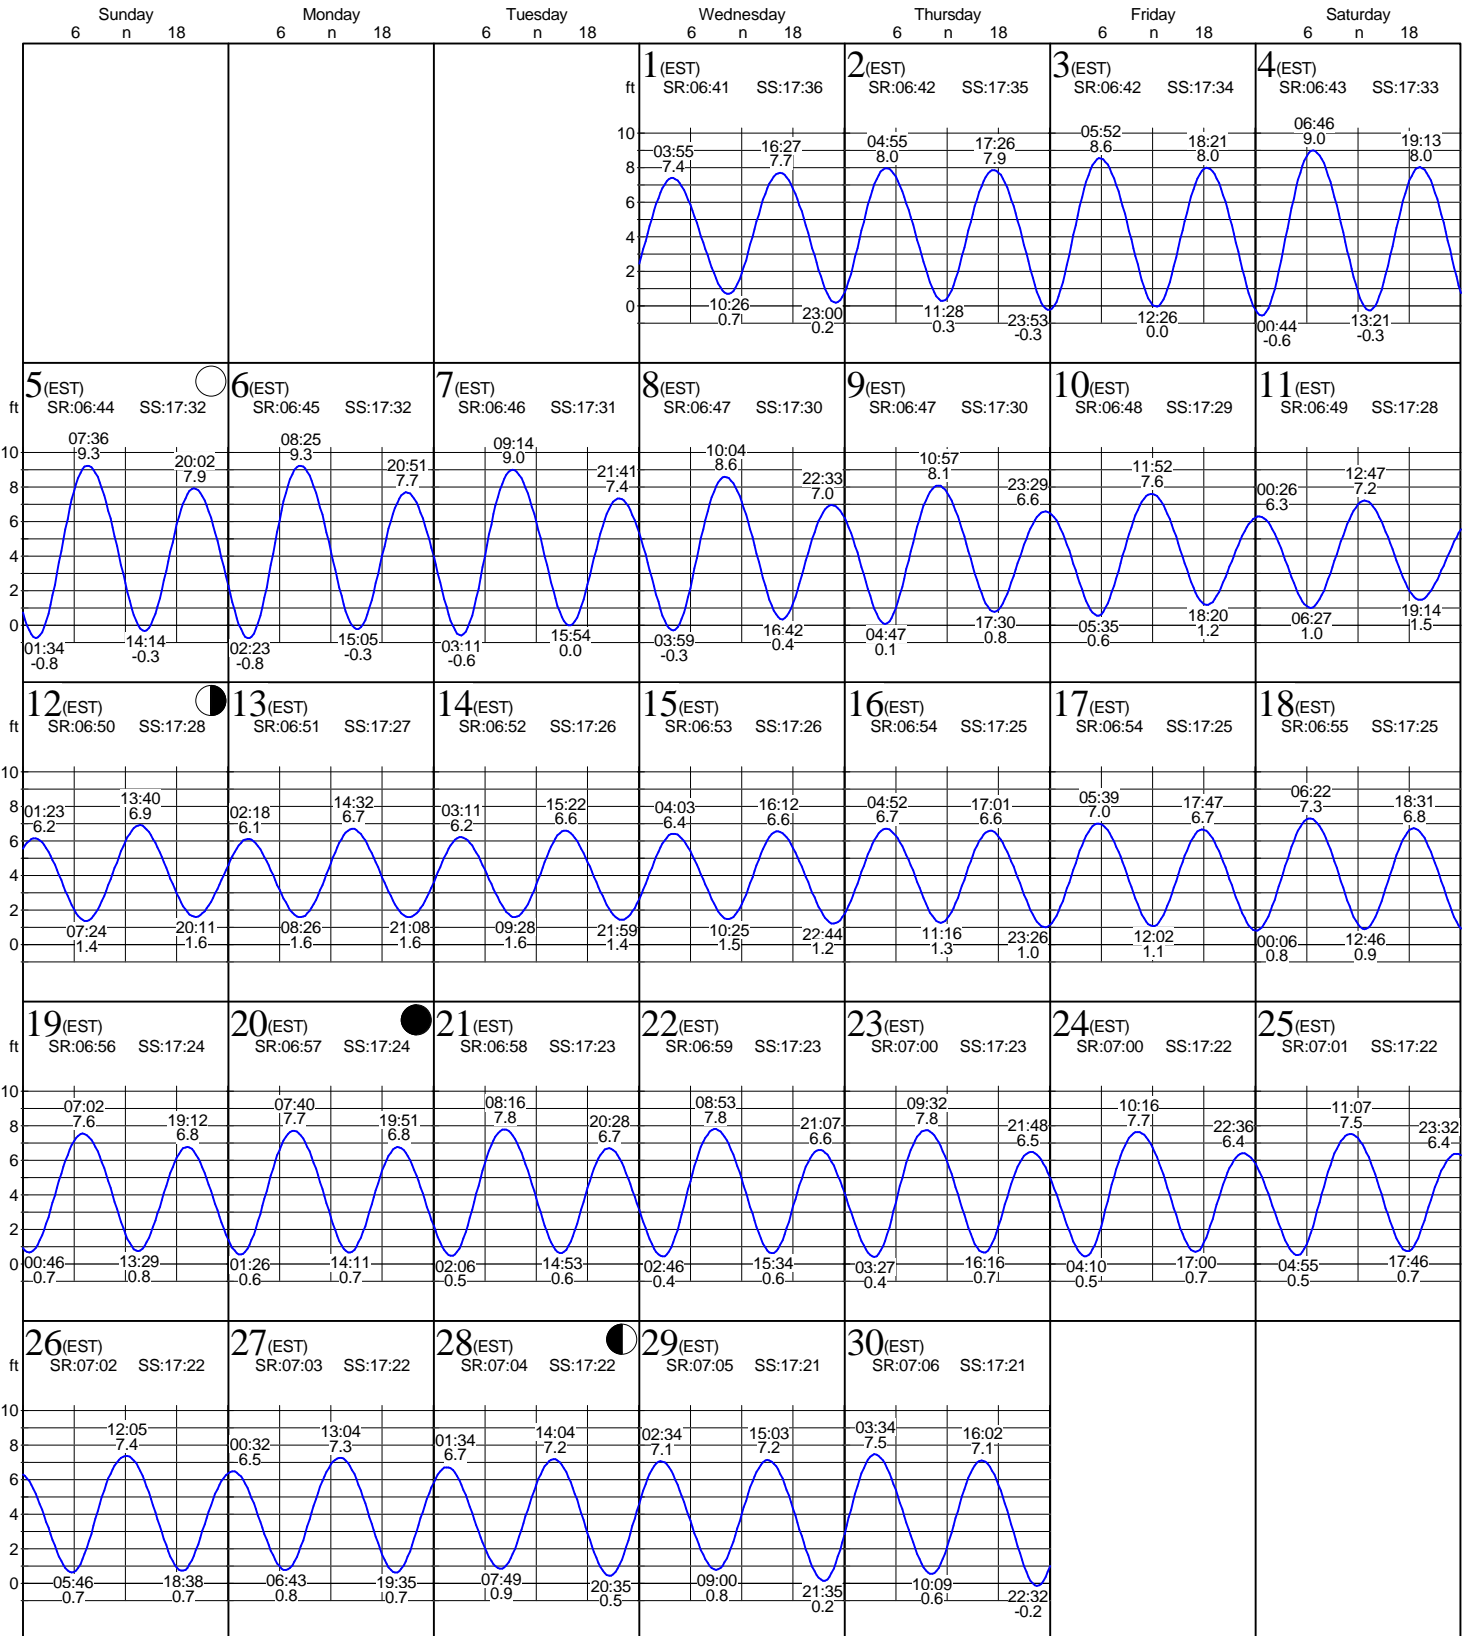 Sunday Monday Tuesday Wednesday Thursday Friday Saturday
6 n 18 6 n 18 6 n 18 6 n 18 6 n 18 6 n 18 6 n 18
1(EST) 2(EST) 3(EST) 4(EST)
ft SR:06:41 SS:17:36 SR:06:42 SS:17:35 SR:06:42 SS:17:34 SR:06:43 SS:17:33
10 8 6 4 2 0
03:55 7.4 16:27 7.7 04:55 8.0 17:26 7.9 05:52 8.6 18:21 8.0 06:46 9.0 19:13 8.0
10:26 0.7 23:00 0.2 11:28 0.3 23:53 -0.3 12:26 0.0 00:44 -0.6 13:21 -0.3
5(EST) 6(EST) 7(EST) 8(EST) 9(EST) 10(EST) 11(EST)
ft SR:06:44 SS:17:32 SR:06:45 SS:17:32 SR:06:46 SS:17:31 SR:06:47 SS:17:30 SR:06:47 SS:17:30 SR:06:48 SS:17:29 SR:06:49 SS:17:28
10 8 6 4 2 0
07:36 9.3 20:02 7.9 08:25 9.3 20:51 7.7 09:14 9.0 21:41 7.4 10:04 8.6 22:33 7.0 10:57 8.1 23:29 6.6 11:52 7.6 00:26 6.3 12:47 7.2
01:34 -0.8 14:14 -0.3 02:23 -0.8 15:05 -0.3 03:11 -0.6 15:54 0.0 03:59 -0.3 16:42 0.4 04:47 0.1 17:30 0.8 05:35 0.6 18:20 1.2 06:27 1.0 19:14 1.5
12(EST) 13(EST) 14(EST) 15(EST) 16(EST) 17(EST) 18(EST)
ft SR:06:50 SS:17:28 SR:06:51 SS:17:27 SR:06:52 SS:17:26 SR:06:53 SS:17:26 SR:06:54 SS:17:25 SR:06:54 SS:17:25 SR:06:55 SS:17:25
10 8 6 4 2 0
01:23 6.2 13:40 6.9 02:18 6.1 14:32 6.7 03:11 6.2 15:22 6.6 04:03 6.4 16:12 6.6 04:52 6.7 17:01 6.6 05:39 7.0 17:47 6.7 06:22 7.3 18:31 6.8
07:24 1.4 20:11 1.6 08:26 1.6 21:08 1.6 09:28 1.6 21:59 1.4 10:25 1.5 22:44 1.2 11:16 1.3 23:26 1.0 12:02 1.1 00:06 0.8 12:46 0.9
19(EST) 20(EST) 21(EST) 22(EST) 23(EST) 24(EST) 25(EST)
ft SR:06:56 SS:17:24 SR:06:57 SS:17:24 SR:06:58 SS:17:23 SR:06:59 SS:17:23 SR:07:00 SS:17:23 SR:07:00 SS:17:22 SR:07:01 SS:17:22
10 8 6 4 2 0
07:02 7.6 19:12 6.8 07:40 7.7 19:51 6.8 08:16 7.8 20:28 6.7 08:53 7.8 21:07 6.6 09:32 7.8 21:48 6.5 10:16 7.7 22:36 6.4 11:07 7.5 23:32 6.4
00:46 0.7 13:29 0.8 01:26 0.6 14:11 0.7 02:06 0.5 14:53 0.6 02:46 0.4 15:34 0.6 03:27 0.4 16:16 0.7 04:10 0.5 17:00 0.7 04:55 0.5 17:46 0.7
26(EST) 27(EST) 28(EST) 29(EST) 30(EST)
ft SR:07:02 SS:17:22 SR:07:03 SS:17:22 SR:07:04 SS:17:22 SR:07:05 SS:17:21 SR:07:06 SS:17:21
10 8 6 4 2 0
12:05 7.4 00:32 6.5 13:04 7.3 01:34 6.7 14:04 7.2 02:34 7.1 15:03 7.2 03:34 7.5 16:02 7.1
05:46 0.7 18:38 0.7 06:43 0.8 19:35 0.7 07:49 0.9 20:35 0.5 09:00 0.8 21:35 0.2 10:09 0.6 22:32 -0.2